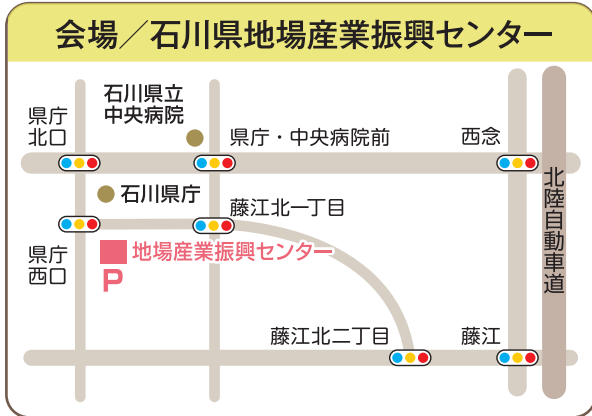 会場／石川県地場産業振興センター
石川県立
中央病院
県庁
北口
県庁・中央病院前
西念
石川県庁
藤江北一丁目
北陸自動車道
県庁
西口
地場産業振興センター
P
藤江北二丁目
藤江